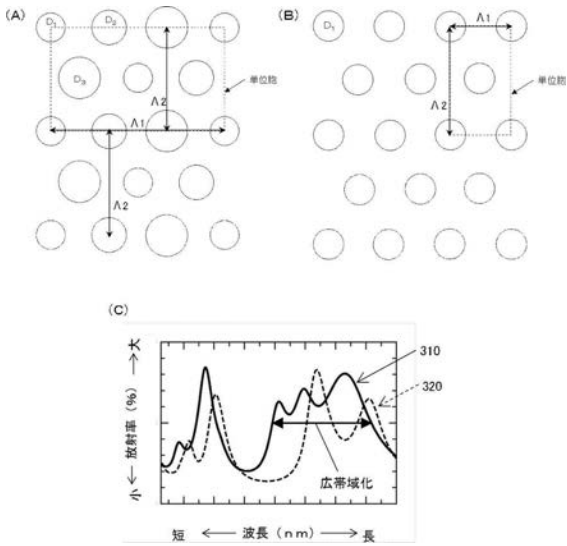 (A)
(B)
D₁
D₂
D₃
Λ2
Λ1
Λ2
単位胞
D₁
Λ1
Λ2
単位胞
(C)
大
放射率(%)
小
310
320
広帯域化
短
波長(nm)
長